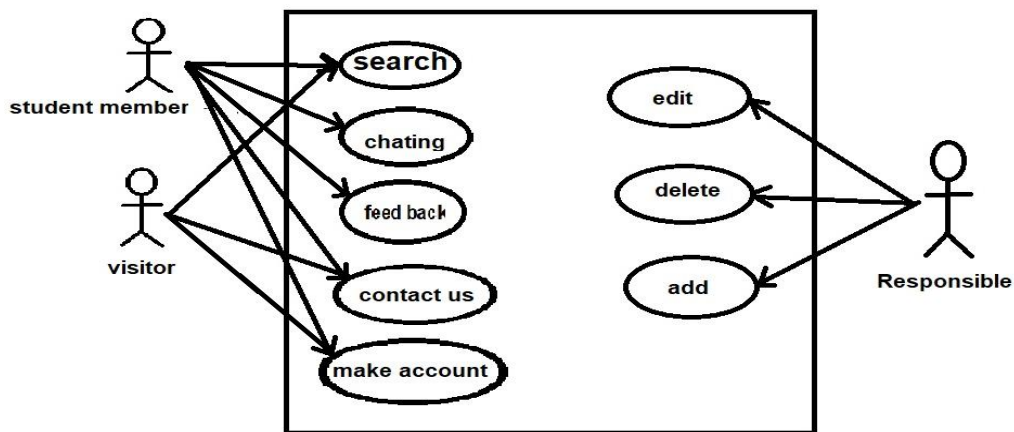 student member
visitor
search
chating
feed back
contact us
make account
edit
delete
add
Responsible